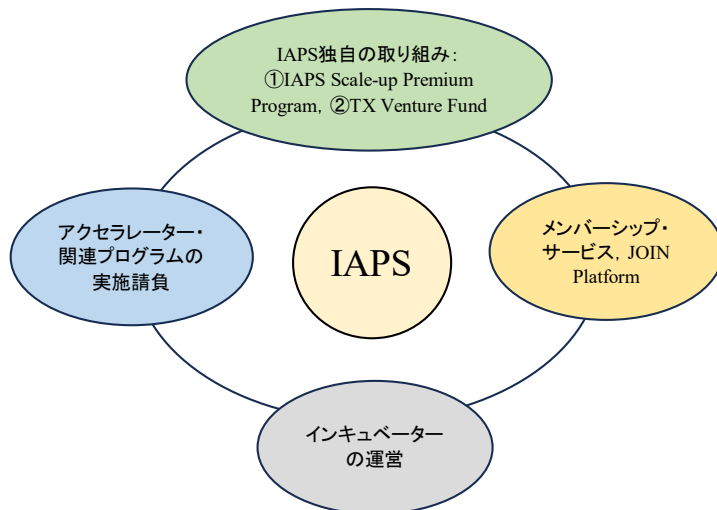 IAPS独自の取り組み：
①IAPS Scale-up Premium
Program，②TX Venture Fund
アクセラレーター・
関連プログラムの
実施請負
IAPS
メンバーシップ・
サービス，JOIN
Platform
インキュベーター
の運営